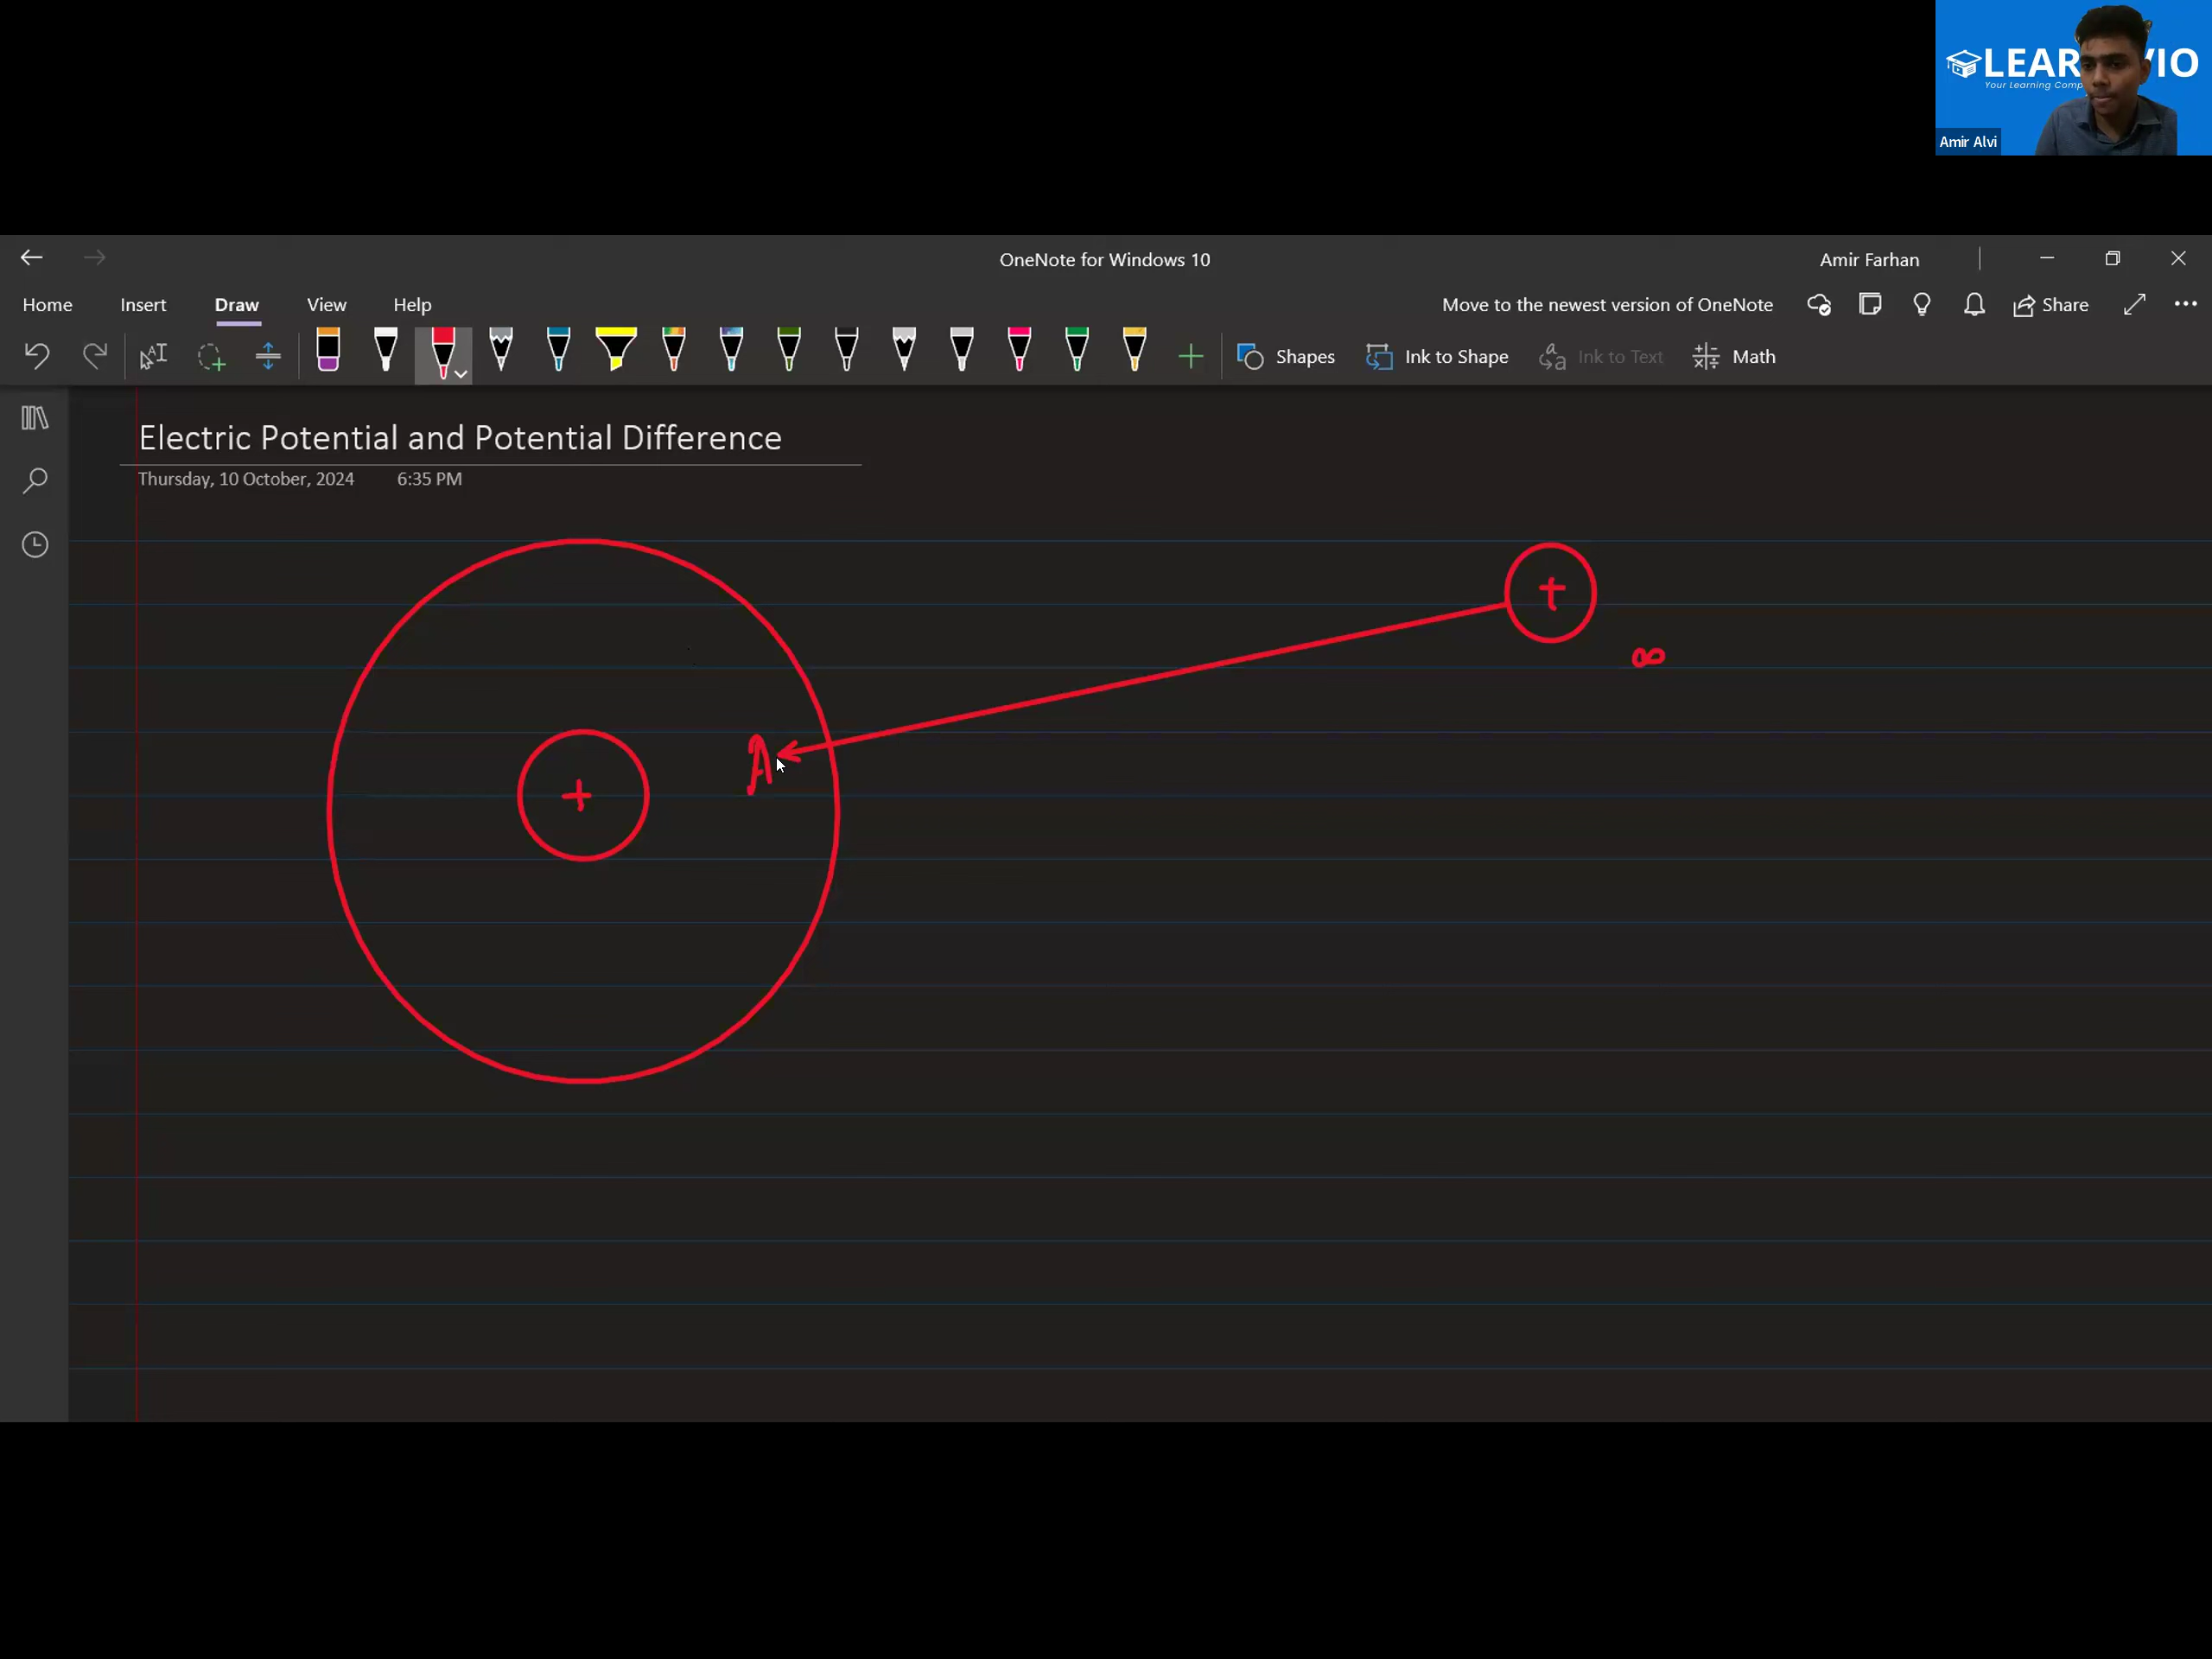 LEAR VIO
Your Learning Comp
Amir Alvi
OneNote for Windows 10
Amir Farhan
Home Insert Draw View Help
Move to the newest version of OneNote
Share
Shapes
Ink to Shape
Ink to Text
Math
Electric Potential and Potential Difference
Thursday, 10 October, 2024 6:35 PM
+
∞
A
+